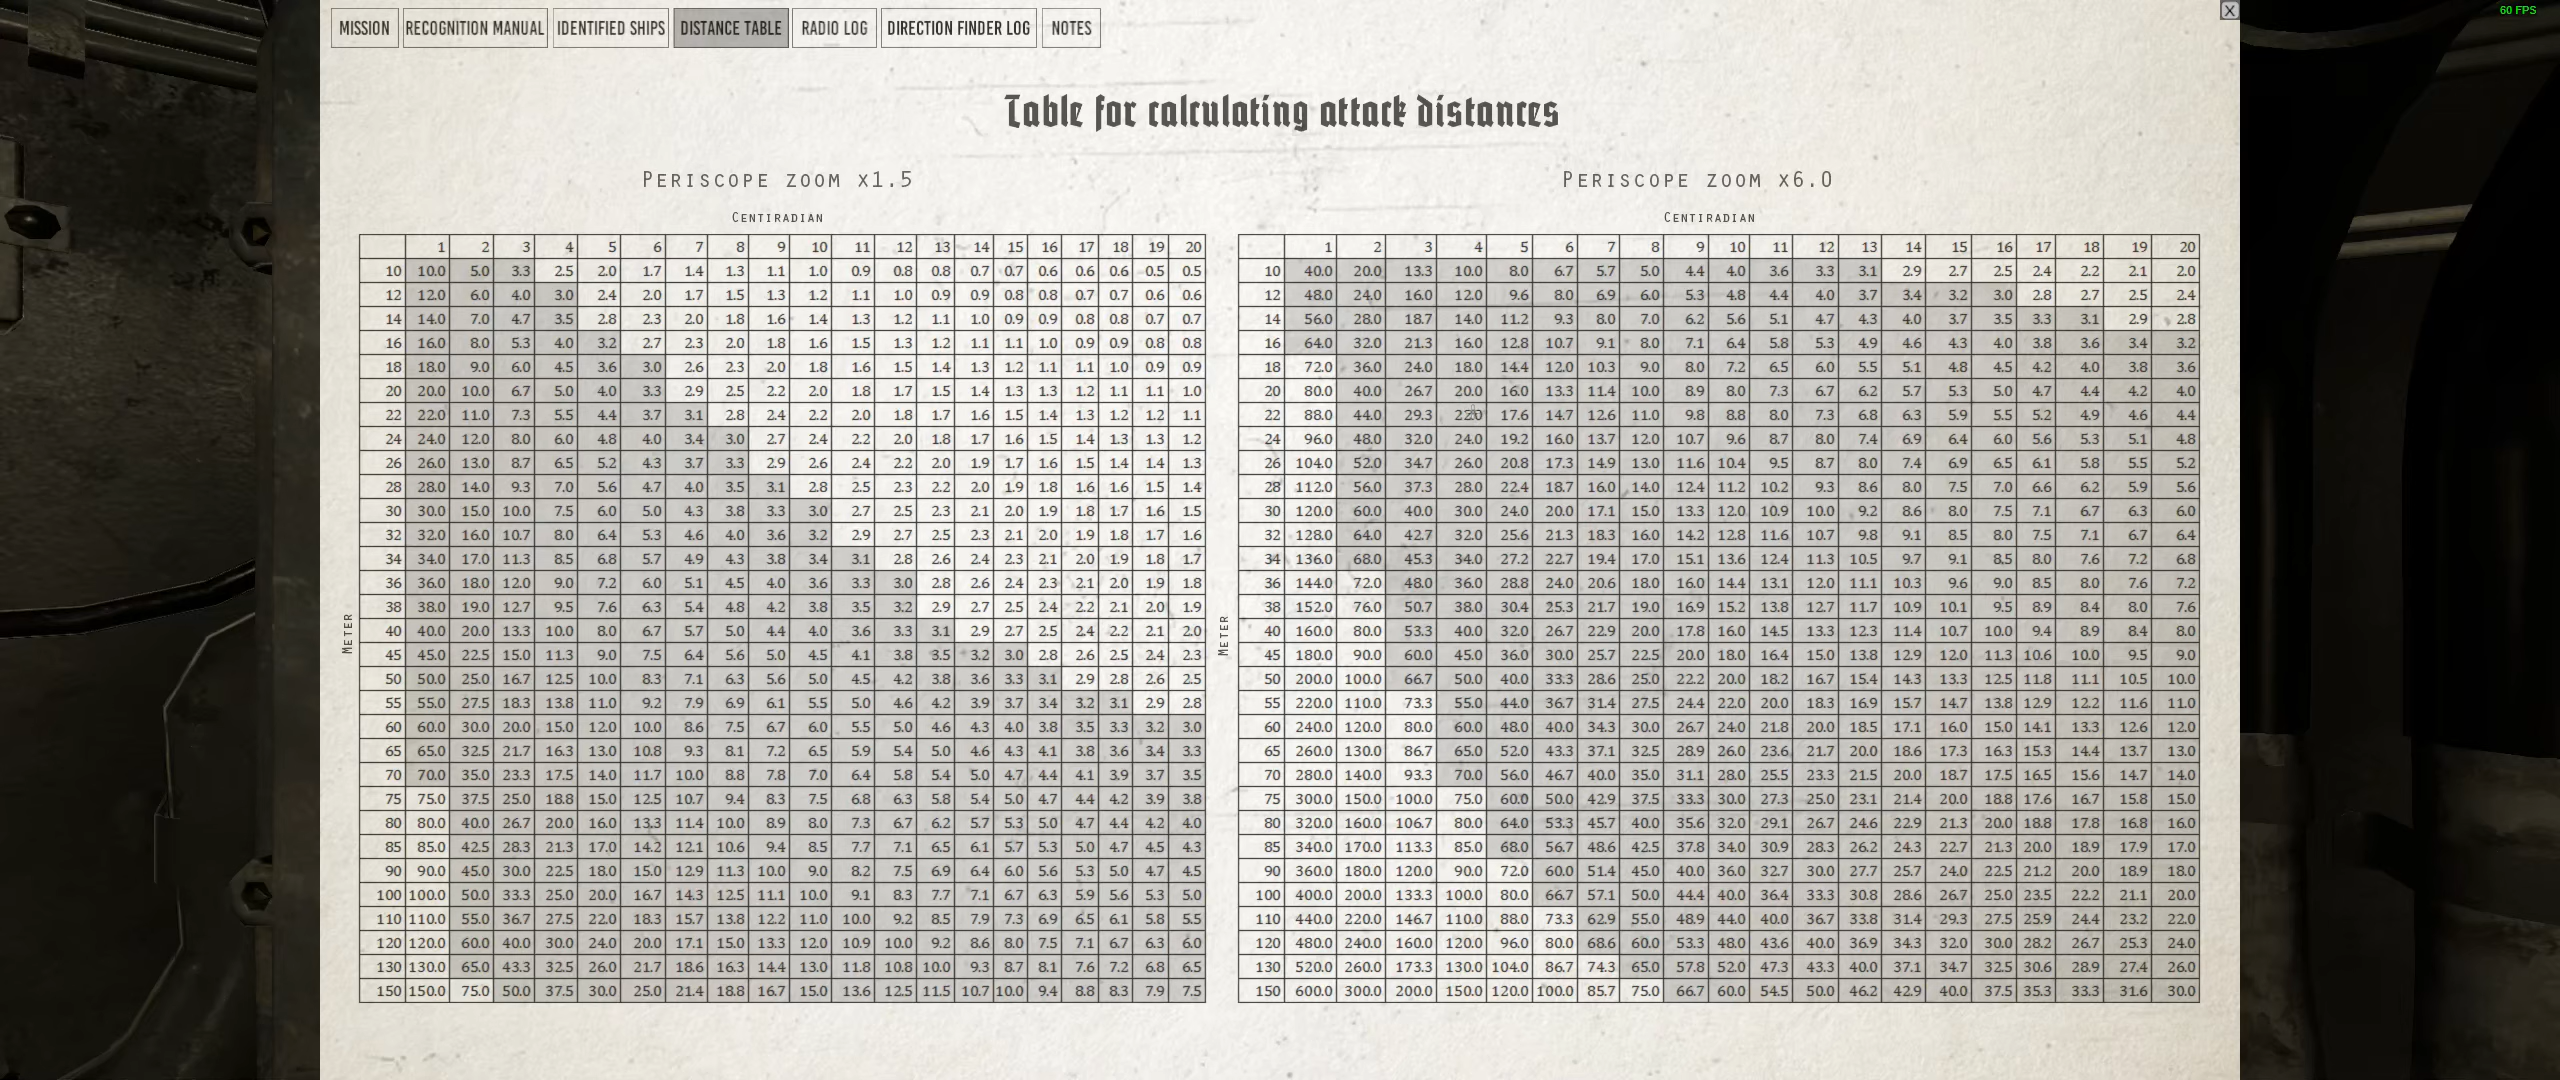 MISSION RECOGNITION MANUAL IDENTIFIED SHIPS DISTANCE TABLE RADIO LOG DIRECTION FINDER LOG NOTES X 60 FPS
Table for calculating attack distances
PERISCOPE ZOOM X1.5
CENTIRADIAN
METER
1 2 3 4 5 6 7 8 9 10 11 12 13 14 15 16 17 18 19 20
10 10.0 5.0 3.3 2.5 2.0 1.7 1.4 1.3 1.1 1.0 0.9 0.8 0.8 0.7 0.7 0.6 0.6 0.6 0.5 0.5
12 12.0 6.0 4.0 3.0 2.4 2.0 1.7 1.5 1.3 1.2 1.1 1.0 0.9 0.9 0.8 0.8 0.7 0.7 0.6 0.6
14 14.0 7.0 4.7 3.5 2.8 2.3 2.0 1.8 1.6 1.4 1.3 1.2 1.1 1.0 0.9 0.9 0.8 0.8 0.7 0.7
16 16.0 8.0 5.3 4.0 3.2 2.7 2.3 2.0 1.8 1.6 1.5 1.3 1.2 1.1 1.1 1.0 0.9 0.9 0.8 0.8
18 18.0 9.0 6.0 4.5 3.6 3.0 2.6 2.3 2.0 1.8 1.6 1.5 1.4 1.3 1.2 1.1 1.1 1.0 0.9 0.9
20 20.0 10.0 6.7 5.0 4.0 3.3 2.9 2.5 2.2 2.0 1.8 1.7 1.5 1.4 1.3 1.3 1.2 1.1 1.1 1.0
22 22.0 11.0 7.3 5.5 4.4 3.7 3.1 2.8 2.4 2.2 2.0 1.8 1.7 1.6 1.5 1.4 1.3 1.2 1.2 1.1
24 24.0 12.0 8.0 6.0 4.8 4.0 3.4 3.0 2.7 2.4 2.2 2.0 1.8 1.7 1.6 1.5 1.4 1.3 1.3 1.2
26 26.0 13.0 8.7 6.5 5.2 4.3 3.7 3.3 2.9 2.6 2.4 2.2 2.0 1.9 1.7 1.6 1.5 1.4 1.4 1.3
28 28.0 14.0 9.3 7.0 5.6 4.7 4.0 3.5 3.1 2.8 2.5 2.3 2.2 2.0 1.9 1.8 1.6 1.6 1.5 1.4
30 30.0 15.0 10.0 7.5 6.0 5.0 4.3 3.8 3.3 3.0 2.7 2.5 2.3 2.1 2.0 1.9 1.8 1.7 1.6 1.5
32 32.0 16.0 10.7 8.0 6.4 5.3 4.6 4.0 3.6 3.2 2.9 2.7 2.5 2.3 2.1 2.0 1.9 1.8 1.7 1.6
34 34.0 17.0 11.3 8.5 6.8 5.7 4.9 4.3 3.8 3.4 3.1 2.8 2.6 2.4 2.3 2.1 2.0 1.9 1.8 1.7
36 36.0 18.0 12.0 9.0 7.2 6.0 5.1 4.5 4.0 3.6 3.3 3.0 2.8 2.6 2.4 2.3 2.1 2.0 1.9 1.8
38 38.0 19.0 12.7 9.5 7.6 6.3 5.4 4.8 4.2 3.8 3.5 3.2 2.9 2.7 2.5 2.4 2.2 2.1 2.0 1.9
40 40.0 20.0 13.3 10.0 8.0 6.7 5.7 5.0 4.4 4.0 3.6 3.3 3.1 2.9 2.7 2.5 2.4 2.2 2.1 2.0
45 45.0 22.5 15.0 11.3 9.0 7.5 6.4 5.6 5.0 4.5 4.1 3.8 3.5 3.2 3.0 2.8 2.6 2.5 2.4 2.3
50 50.0 25.0 16.7 12.5 10.0 8.3 7.1 6.3 5.6 5.0 4.5 4.2 3.8 3.6 3.3 3.1 2.9 2.8 2.6 2.5
55 55.0 27.5 18.3 13.8 11.0 9.2 7.9 6.9 6.1 5.5 5.0 4.6 4.2 3.9 3.7 3.4 3.2 3.1 2.9 2.8
60 60.0 30.0 20.0 15.0 12.0 10.0 8.6 7.5 6.7 6.0 5.5 5.0 4.6 4.3 4.0 3.8 3.5 3.3 3.2 3.0
65 65.0 32.5 21.7 16.3 13.0 10.8 9.3 8.1 7.2 6.5 5.9 5.4 5.0 4.6 4.3 4.1 3.8 3.6 3.4 3.3
70 70.0 35.0 23.3 17.5 14.0 11.7 10.0 8.8 7.8 7.0 6.4 5.8 5.4 5.0 4.7 4.4 4.1 3.9 3.7 3.5
75 75.0 37.5 25.0 18.8 15.0 12.5 10.7 9.4 8.3 7.5 6.8 6.3 5.8 5.4 5.0 4.7 4.4 4.2 3.9 3.8
80 80.0 40.0 26.7 20.0 16.0 13.3 11.4 10.0 8.9 8.0 7.3 6.7 6.2 5.7 5.3 5.0 4.7 4.4 4.2 4.0
85 85.0 42.5 28.3 21.3 17.0 14.2 12.1 10.6 9.4 8.5 7.7 7.1 6.5 6.1 5.7 5.3 5.0 4.7 4.5 4.3
90 90.0 45.0 30.0 22.5 18.0 15.0 12.9 11.3 10.0 9.0 8.2 7.5 6.9 6.4 6.0 5.6 5.3 5.0 4.7 4.5
100 100.0 50.0 33.3 25.0 20.0 16.7 14.3 12.5 11.1 10.0 9.1 8.3 7.7 7.1 6.7 6.3 5.9 5.6 5.3 5.0
110 110.0 55.0 36.7 27.5 22.0 18.3 15.7 13.8 12.2 11.0 10.0 9.2 8.5 7.9 7.3 6.9 6.5 6.1 5.8 5.5
120 120.0 60.0 40.0 30.0 24.0 20.0 17.1 15.0 13.3 12.0 10.9 10.0 9.2 8.6 8.0 7.5 7.1 6.7 6.3 6.0
130 130.0 65.0 43.3 32.5 26.0 21.7 18.6 16.3 14.4 13.0 11.8 10.8 10.0 9.3 8.7 8.1 7.6 7.2 6.8 6.5
150 150.0 75.0 50.0 37.5 30.0 25.0 21.4 18.8 16.7 15.0 13.6 12.5 11.5 10.7 10.0 9.4 8.8 8.3 7.9 7.5
PERISCOPE ZOOM X6.0
CENTIRADIAN
METER
1 2 3 4 5 6 7 8 9 10 11 12 13 14 15 16 17 18 19 20
10 40.0 20.0 13.3 10.0 8.0 6.7 5.7 5.0 4.4 4.0 3.6 3.3 3.1 2.9 2.7 2.5 2.4 2.2 2.1 2.0
12 48.0 24.0 16.0 12.0 9.6 8.0 6.9 6.0 5.3 4.8 4.4 4.0 3.7 3.4 3.2 3.0 2.8 2.7 2.5 2.4
14 56.0 28.0 18.7 14.0 11.2 9.3 8.0 7.0 6.2 5.6 5.1 4.7 4.3 4.0 3.7 3.5 3.3 3.1 2.9 2.8
16 64.0 32.0 21.3 16.0 12.8 10.7 9.1 8.0 7.1 6.4 5.8 5.3 4.9 4.6 4.3 4.0 3.8 3.6 3.4 3.2
18 72.0 36.0 24.0 18.0 14.4 12.0 10.3 9.0 8.0 7.2 6.5 6.0 5.5 5.1 4.8 4.5 4.2 4.0 3.8 3.6
20 80.0 40.0 26.7 20.0 16.0 13.3 11.4 10.0 8.9 8.0 7.3 6.7 6.2 5.7 5.3 5.0 4.7 4.4 4.2 4.0
22 88.0 44.0 29.3 22.0 17.6 14.7 12.6 11.0 9.8 8.8 8.0 7.3 6.8 6.3 5.9 5.5 5.2 4.9 4.6 4.4
24 96.0 48.0 32.0 24.0 19.2 16.0 13.7 12.0 10.7 9.6 8.7 8.0 7.4 6.9 6.4 6.0 5.6 5.3 5.1 4.8
26 104.0 52.0 34.7 26.0 20.8 17.3 14.9 13.0 11.6 10.4 9.5 8.7 8.0 7.4 6.9 6.5 6.1 5.8 5.5 5.2
28 112.0 56.0 37.3 28.0 22.4 18.7 16.0 14.0 12.4 11.2 10.2 9.3 8.6 8.0 7.5 7.0 6.6 6.2 5.9 5.6
30 120.0 60.0 40.0 30.0 24.0 20.0 17.1 15.0 13.3 12.0 10.9 10.0 9.2 8.6 8.0 7.5 7.1 6.7 6.3 6.0
32 128.0 64.0 42.7 32.0 25.6 21.3 18.3 16.0 14.2 12.8 11.6 10.7 9.8 9.1 8.5 8.0 7.5 7.1 6.7 6.4
34 136.0 68.0 45.3 34.0 27.2 22.7 19.4 17.0 15.1 13.6 12.4 11.3 10.5 9.7 9.1 8.5 8.0 7.6 7.2 6.8
36 144.0 72.0 48.0 36.0 28.8 24.0 20.6 18.0 16.0 14.4 13.1 12.0 11.1 10.3 9.6 9.0 8.5 8.0 7.6 7.2
38 152.0 76.0 50.7 38.0 30.4 25.3 21.7 19.0 16.9 15.2 13.8 12.7 11.7 10.9 10.1 9.5 8.9 8.4 8.0 7.6
40 160.0 80.0 53.3 40.0 32.0 26.7 22.9 20.0 17.8 16.0 14.5 13.3 12.3 11.4 10.7 10.0 9.4 8.9 8.4 8.0
45 180.0 90.0 60.0 45.0 36.0 30.0 25.7 22.5 20.0 18.0 16.4 15.0 13.8 12.9 12.0 11.3 10.6 10.0 9.5 9.0
50 200.0 100.0 66.7 50.0 40.0 33.3 28.6 25.0 22.2 20.0 18.2 16.7 15.4 14.3 13.3 12.5 11.8 11.1 10.5 10.0
55 220.0 110.0 73.3 55.0 44.0 36.7 31.4 27.5 24.4 22.0 20.0 18.3 16.9 15.7 14.7 13.8 12.9 12.2 11.6 11.0
60 240.0 120.0 80.0 60.0 48.0 40.0 34.3 30.0 26.7 24.0 21.8 20.0 18.5 17.1 16.0 15.0 14.1 13.3 12.6 12.0
65 260.0 130.0 86.7 65.0 52.0 43.3 37.1 32.5 28.9 26.0 23.6 21.7 20.0 18.6 17.3 16.3 15.3 14.4 13.7 13.0
70 280.0 140.0 93.3 70.0 56.0 46.7 40.0 35.0 31.1 28.0 25.5 23.3 21.5 20.0 18.7 17.5 16.5 15.6 14.7 14.0
75 300.0 150.0 100.0 75.0 60.0 50.0 42.9 37.5 33.3 30.0 27.3 25.0 23.1 21.4 20.0 18.8 17.6 16.7 15.8 15.0
80 320.0 160.0 106.7 80.0 64.0 53.3 45.7 40.0 35.6 32.0 29.1 26.7 24.6 22.9 21.3 20.0 18.8 17.8 16.8 16.0
85 340.0 170.0 113.3 85.0 68.0 56.7 48.6 42.5 37.8 34.0 30.9 28.3 26.2 24.3 22.7 21.3 20.0 18.9 17.9 17.0
90 360.0 180.0 120.0 90.0 72.0 60.0 51.4 45.0 40.0 36.0 32.7 30.0 27.7 25.7 24.0 22.5 21.2 20.0 18.9 18.0
100 400.0 200.0 133.3 100.0 80.0 66.7 57.1 50.0 44.4 40.0 36.4 33.3 30.8 28.6 26.7 25.0 23.5 22.2 21.1 20.0
110 440.0 220.0 146.7 110.0 88.0 73.3 62.9 55.0 48.9 44.0 40.0 36.7 33.8 31.4 29.3 27.5 25.9 24.4 23.2 22.0
120 480.0 240.0 160.0 120.0 96.0 80.0 68.6 60.0 53.3 48.0 43.6 40.0 36.9 34.3 32.0 30.0 28.2 26.7 25.3 24.0
130 520.0 260.0 173.3 130.0 104.0 86.7 74.3 65.0 57.8 52.0 47.3 43.3 40.0 37.1 34.7 32.5 30.6 28.9 27.4 26.0
150 600.0 300.0 200.0 150.0 120.0 100.0 85.7 75.0 66.7 60.0 54.5 50.0 46.2 42.9 40.0 37.5 35.3 33.3 31.6 30.0